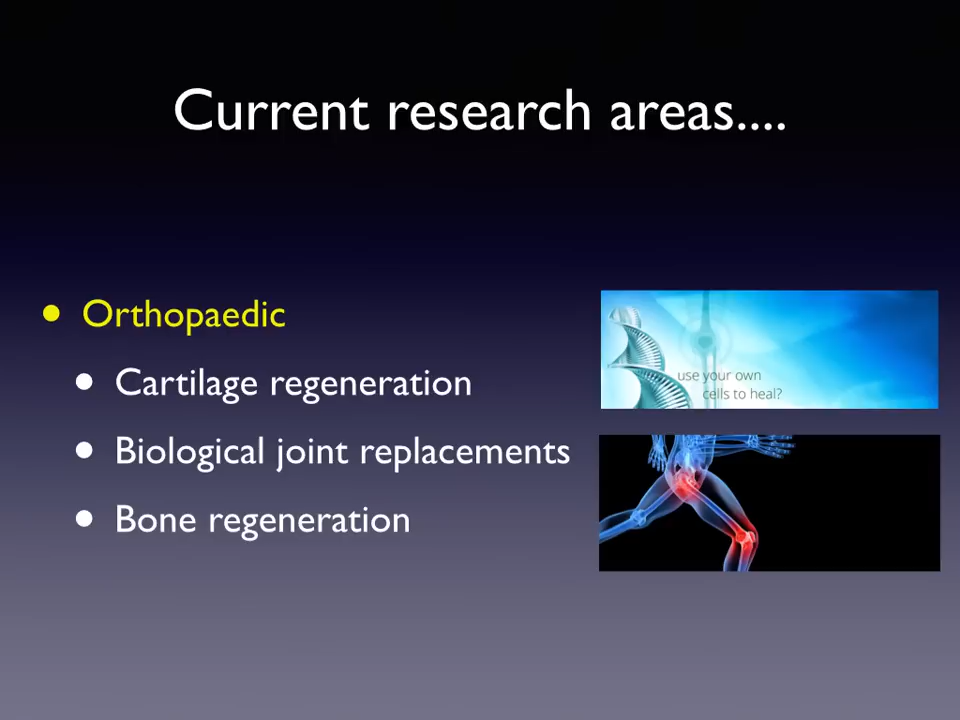 Current research areas....
• Orthopaedic
• Cartilage regeneration
• Biological joint replacements
• Bone regeneration
use your own
cells to heal?